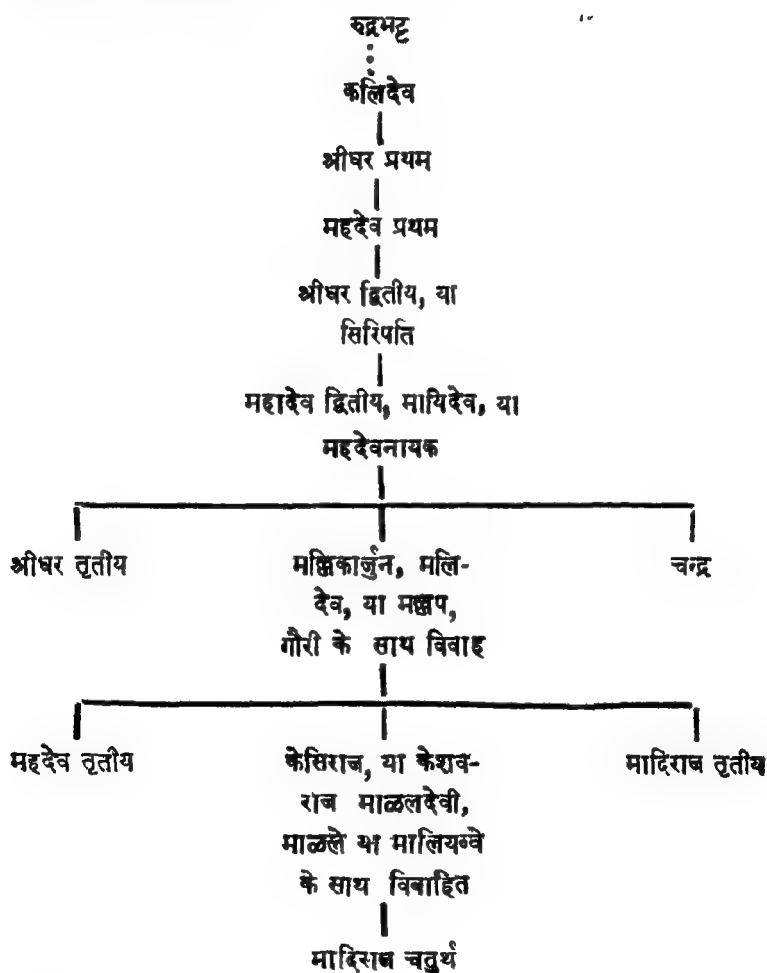 रुद्रभट्ट
कलिदेव
श्रीधर प्रथम
महदेव प्रथम
श्रीधर द्वितीय, या
सिरिपति
महादेव द्वितीय, मायिदेव, या
महदेवनायक
श्रीधर तृतीय मल्लिकार्जुन, मलि- चन्द्र
देव, या मल्लप,
गौरी के साथ विवाह
महदेव तृतीय केसिराज, या केशव- मादिराज तृतीय
राज माळलदेवी,
माळले या मालियव्वे
के साथ विवाहित
मादिराज चतुर्थ